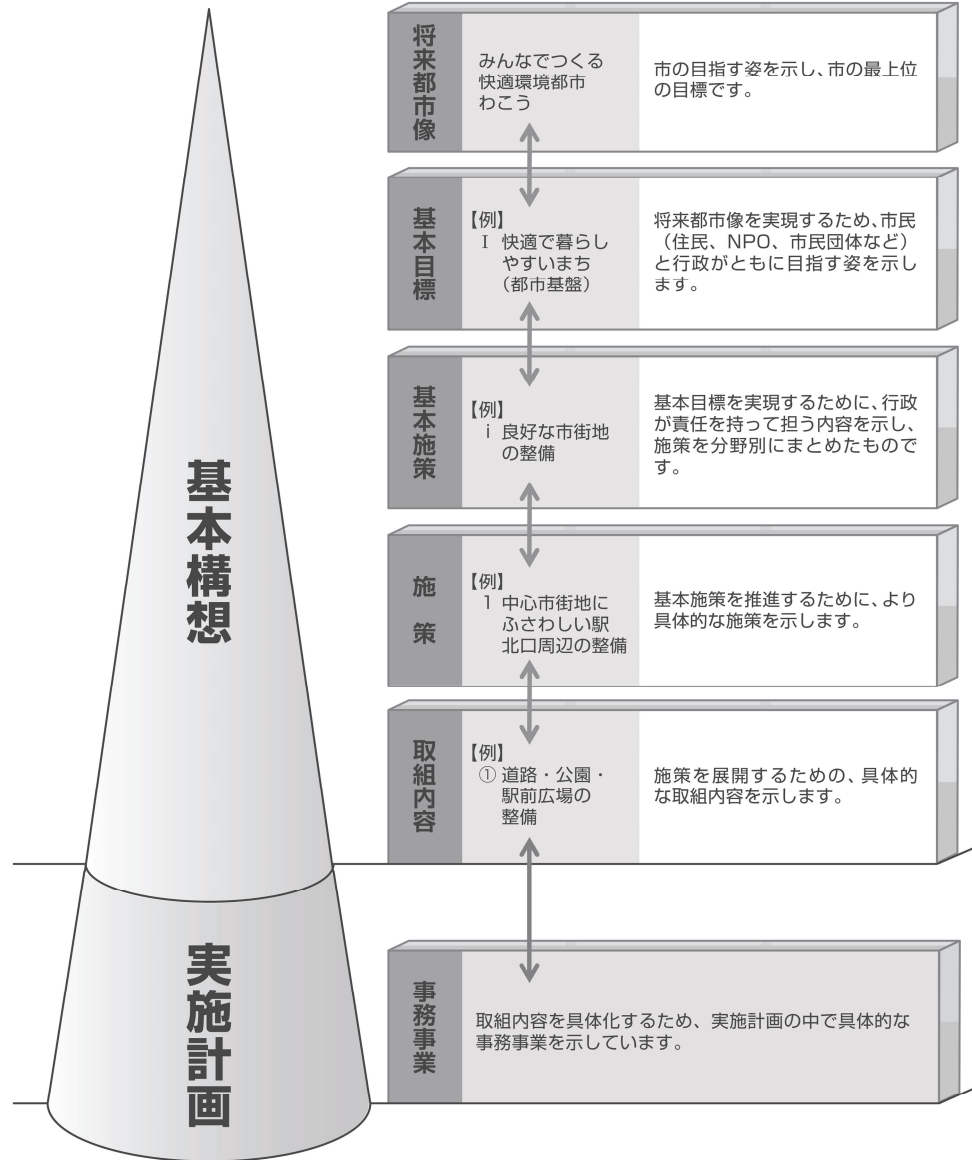 基本構想
実施計画
将来都市像
みんなでつくる
快適環境都市
わこう
市の目指す姿を示し、市の最上位
の目標です。
基本目標
【例】
Ⅰ 快適で暮らし
やすいまち
（都市基盤）
将来都市像を実現するため、市民
（住民、NPO、市民団体など）
と行政がともに目指す姿を示し
ます。
基本施策
【例】
ⅰ 良好な市街地
の整備
基本目標を実現するために、行政
が責任を持って担う内容を示し、
施策を分野別にまとめたもので
す。
施策
【例】
1 中心市街地に
ふさわしい駅
北口周辺の整備
基本施策を推進するために、より
具体的な施策を示します。
取組内容
【例】
① 道路・公園・
駅前広場の
整備
施策を展開するための、具体的
な取組内容を示します。
事務事業
取組内容を具体化するため、実施計画の中で具体的な
事務事業を示しています。